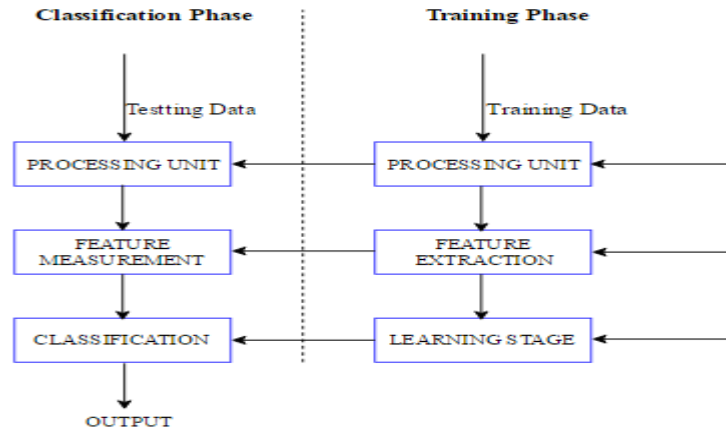 Classification Phase
Training Phase
Testting Data
Training Data
PROCESSING UNIT
PROCESSING UNIT
FEATURE
MEASUREMENT
FEATURE
EXTRACTION
CLASSIFICATION
LEARNING STAGE
OUTPUT